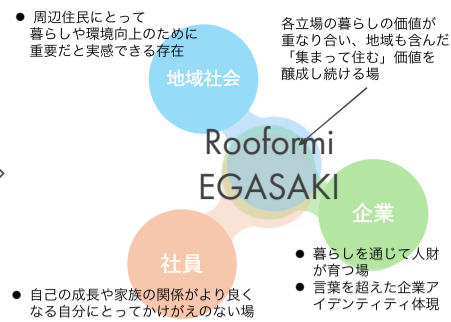 ● 周辺住民にとって
暮らしや環境向上のために
重要だと実感できる存在
各立場の暮らしの価値が
重なり合い、地域も含んだ
「集まって住む」価値を
醸成し続ける場
地域社会
Rooformi
EGASAKI
企業
社員
● 暮らしを通じて人財
が育つ場
● 言葉を超えた企業ア
イデンティティ体現
● 自己の成長や家族の関係がより良く
なる自分にとってかけがえのない場